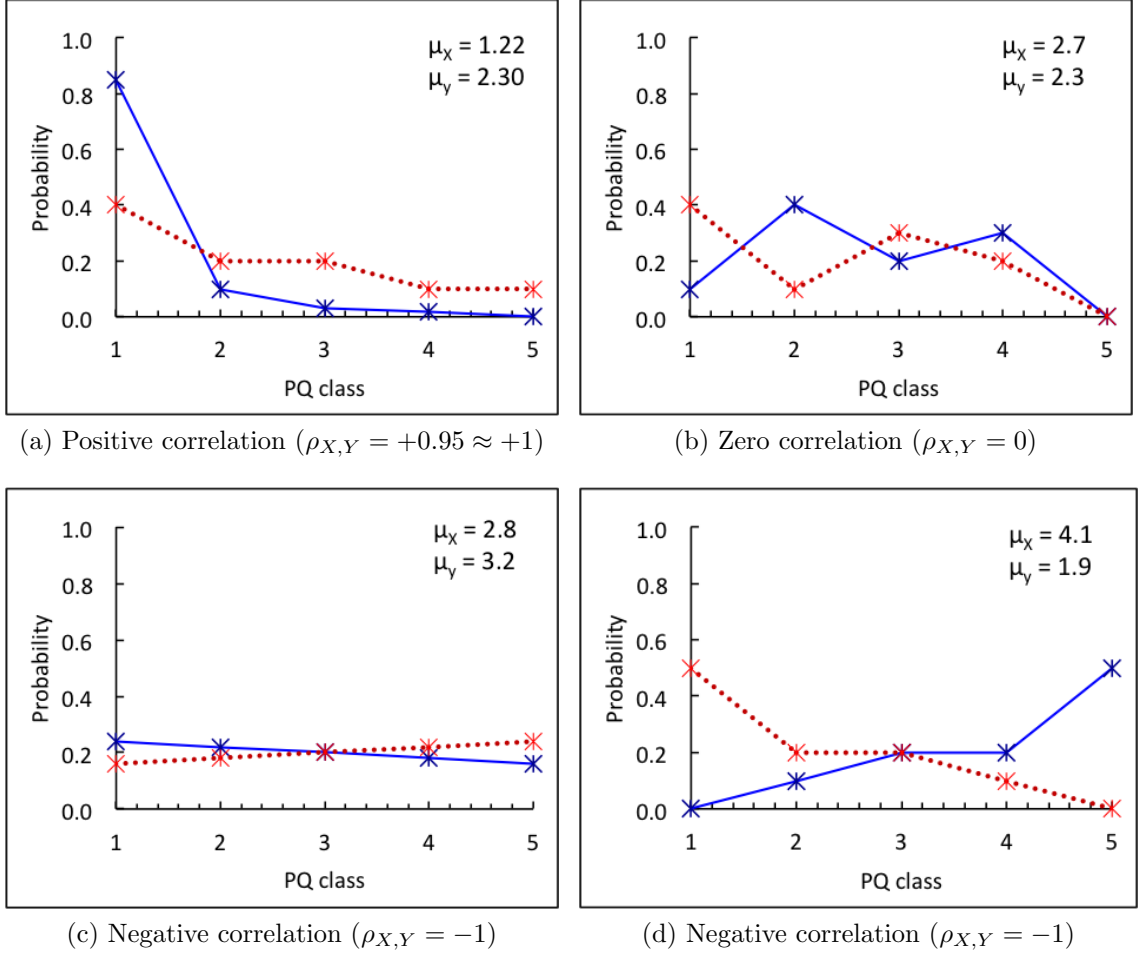 μX = 1.22
μy = 2.30
Probability
1.0
0.8
0.6
0.4
0.2
0.0
1 2 3 4 5
PQ class
(a) Positive correlation (ρX,Y = +0.95 ≈ +1)
μX = 2.7
μy = 2.3
Probability
1.0
0.8
0.6
0.4
0.2
0.0
1 2 3 4 5
PQ class
(b) Zero correlation (ρX,Y = 0)
μX = 2.8
μy = 3.2
Probability
1.0
0.8
0.6
0.4
0.2
0.0
1 2 3 4 5
PQ class
(c) Negative correlation (ρX,Y = −1)
μX = 4.1
μy = 1.9
Probability
1.0
0.8
0.6
0.4
0.2
0.0
1 2 3 4 5
PQ class
(d) Negative correlation (ρX,Y = −1)